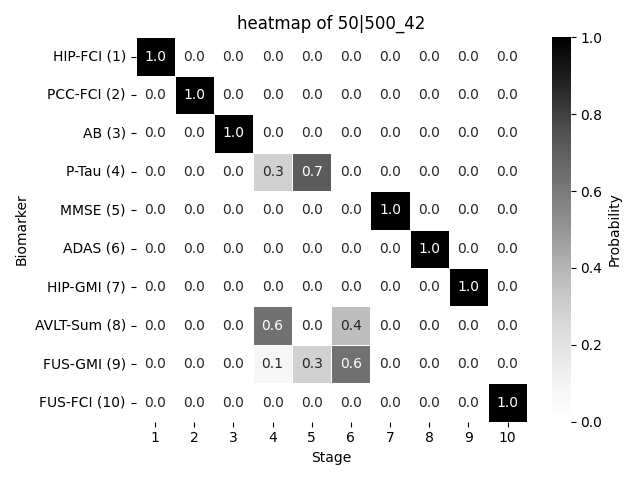 heatmap of 50|500_42
HIP-FCI (1) 1.0 0.0 0.0 0.0 0.0 0.0 0.0 0.0 0.0 0.0
PCC-FCI (2) 0.0 1.0 0.0 0.0 0.0 0.0 0.0 0.0 0.0 0.0
AB (3) 0.0 0.0 1.0 0.0 0.0 0.0 0.0 0.0 0.0 0.0
P-Tau (4) 0.0 0.0 0.0 0.3 0.7 0.0 0.0 0.0 0.0 0.0
MMSE (5) 0.0 0.0 0.0 0.0 0.0 0.0 1.0 0.0 0.0 0.0
ADAS (6) 0.0 0.0 0.0 0.0 0.0 0.0 0.0 1.0 0.0 0.0
HIP-GMI (7) 0.0 0.0 0.0 0.0 0.0 0.0 0.0 0.0 1.0 0.0
AVLT-Sum (8) 0.0 0.0 0.0 0.6 0.0 0.4 0.0 0.0 0.0 0.0
FUS-GMI (9) 0.0 0.0 0.0 0.1 0.3 0.6 0.0 0.0 0.0 0.0
FUS-FCI (10) 0.0 0.0 0.0 0.0 0.0 0.0 0.0 0.0 0.0 1.0
1 2 3 4 5 6 7 8 9 10
Stage
Biomarker
1.0
0.8
0.6
0.4
0.2
0.0
Probability